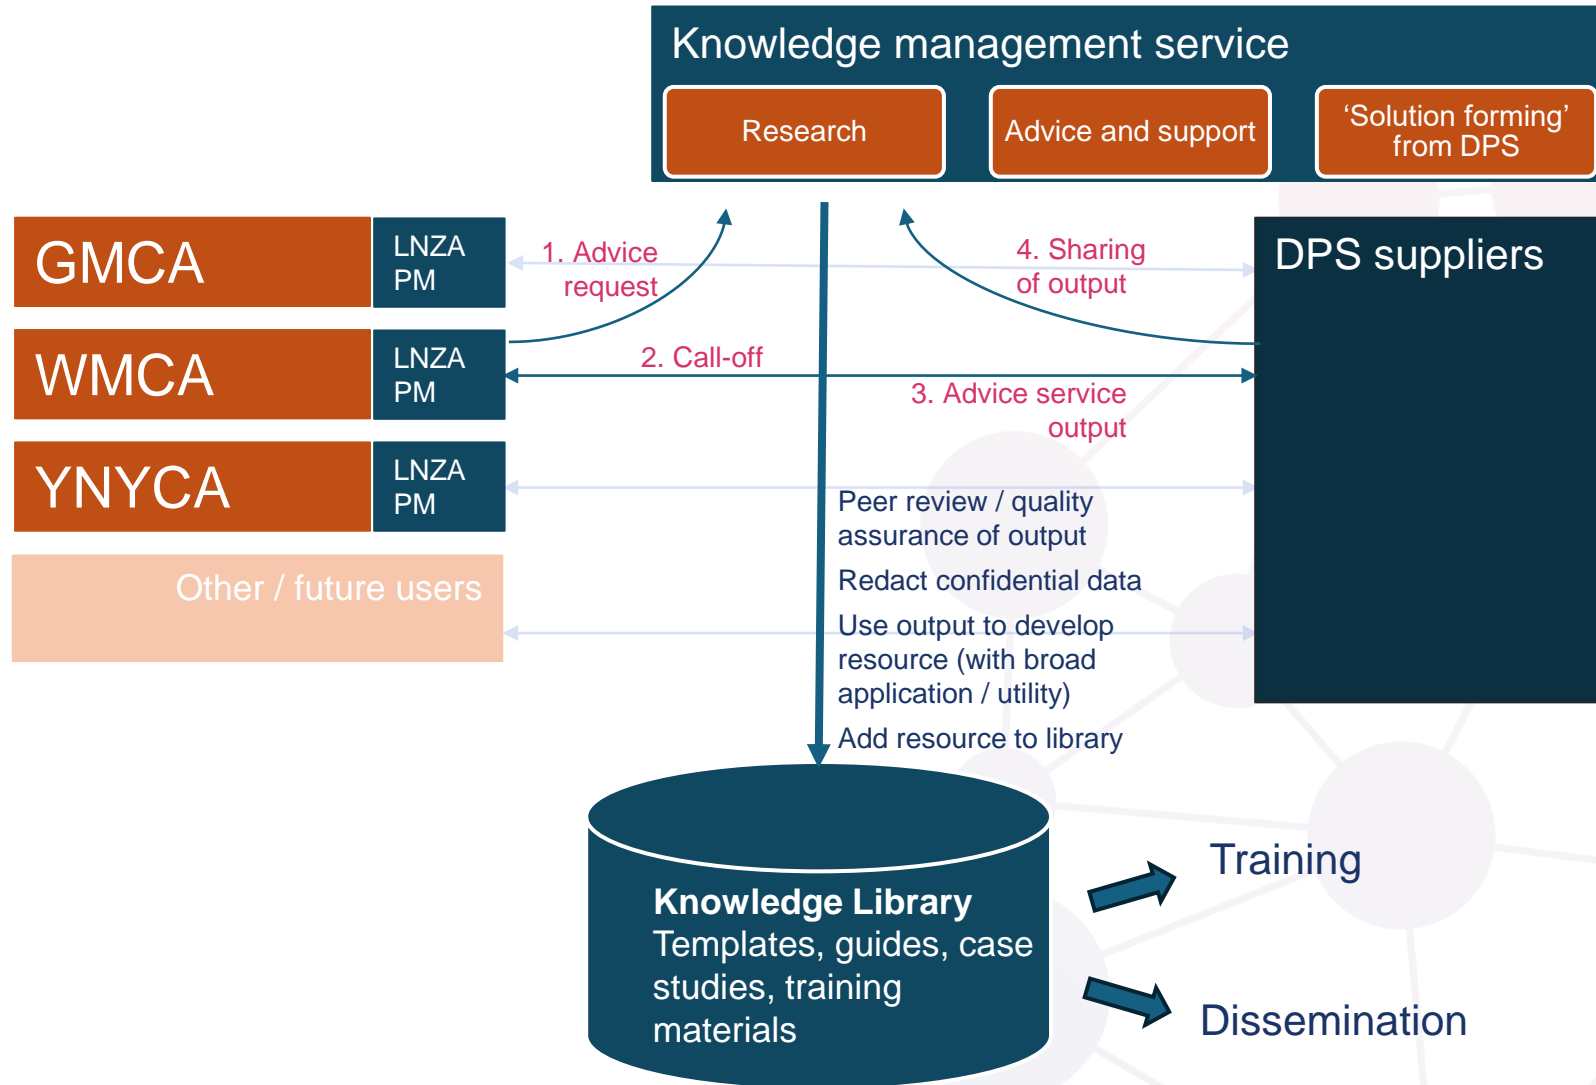 Knowledge management service
Research
Advice and support
‘Solution forming’
from DPS
GMCA
LNZA
PM
1. Advice
request
4. Sharing
of output
DPS suppliers
WMCA
LNZA
PM
2. Call-off
3. Advice service
output
YNYCA
LNZA
PM
Other / future users
Peer review / quality
assurance of output
Redact confidential data
Use output to develop
resource (with broad
application / utility)
Add resource to library
Knowledge Library
Templates, guides, case
studies, training
materials
Training
Dissemination